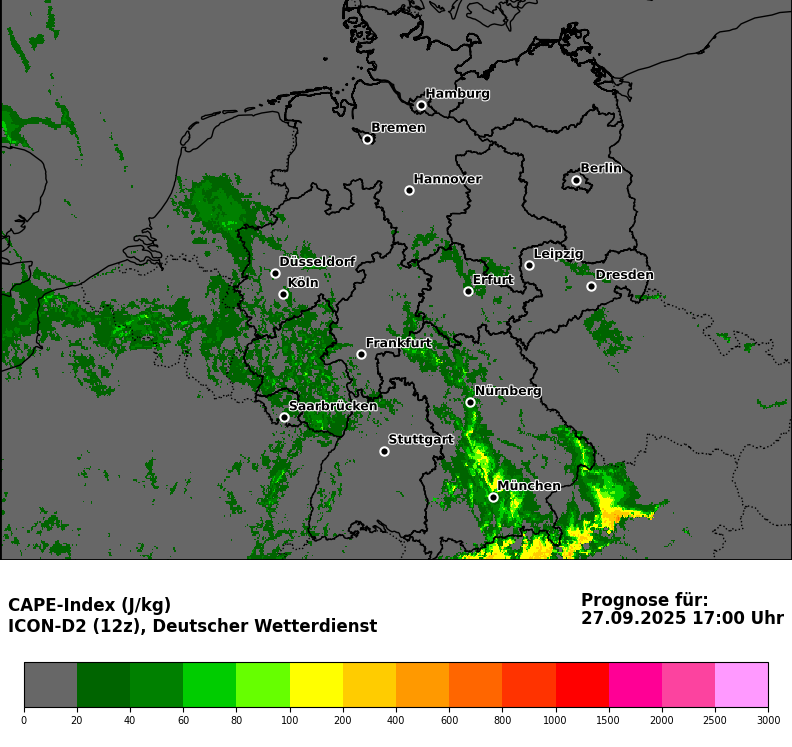 Hamburg
Bremen
Berlin
Hannover
Leipzig
Düsseldorf
Dresden
Köln
Erfurt
Frankfurt
Nürnberg
Saarbrücken
Stuttgart
München
CAPE-Index (J/kg)
ICON-D2 (12z), Deutscher Wetterdienst
Prognose für:
27.09.2025 17:00 Uhr
0 20 40 60 80 100 200 400 600 800 1000 1500 2000 2500 3000